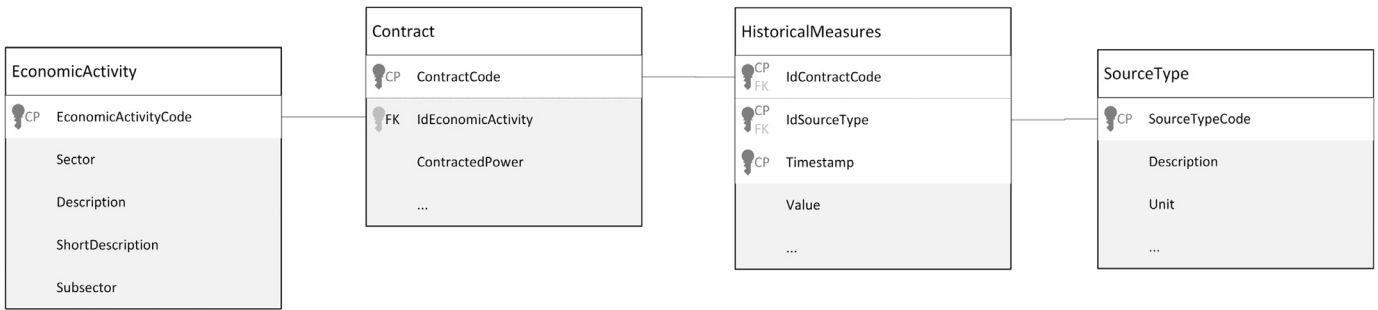 EconomicActivity
CP EconomicActivityCode
Sector
Description
ShortDescription
Subsector
Contract
CP ContractCode
FK IdEconomicActivity
ContractedPower
...
HistoricalMeasures
CP
FK IdContractCode
CP
FK IdSourceType
CP Timestamp
Value
...
SourceType
CP SourceTypeCode
Description
Unit
...